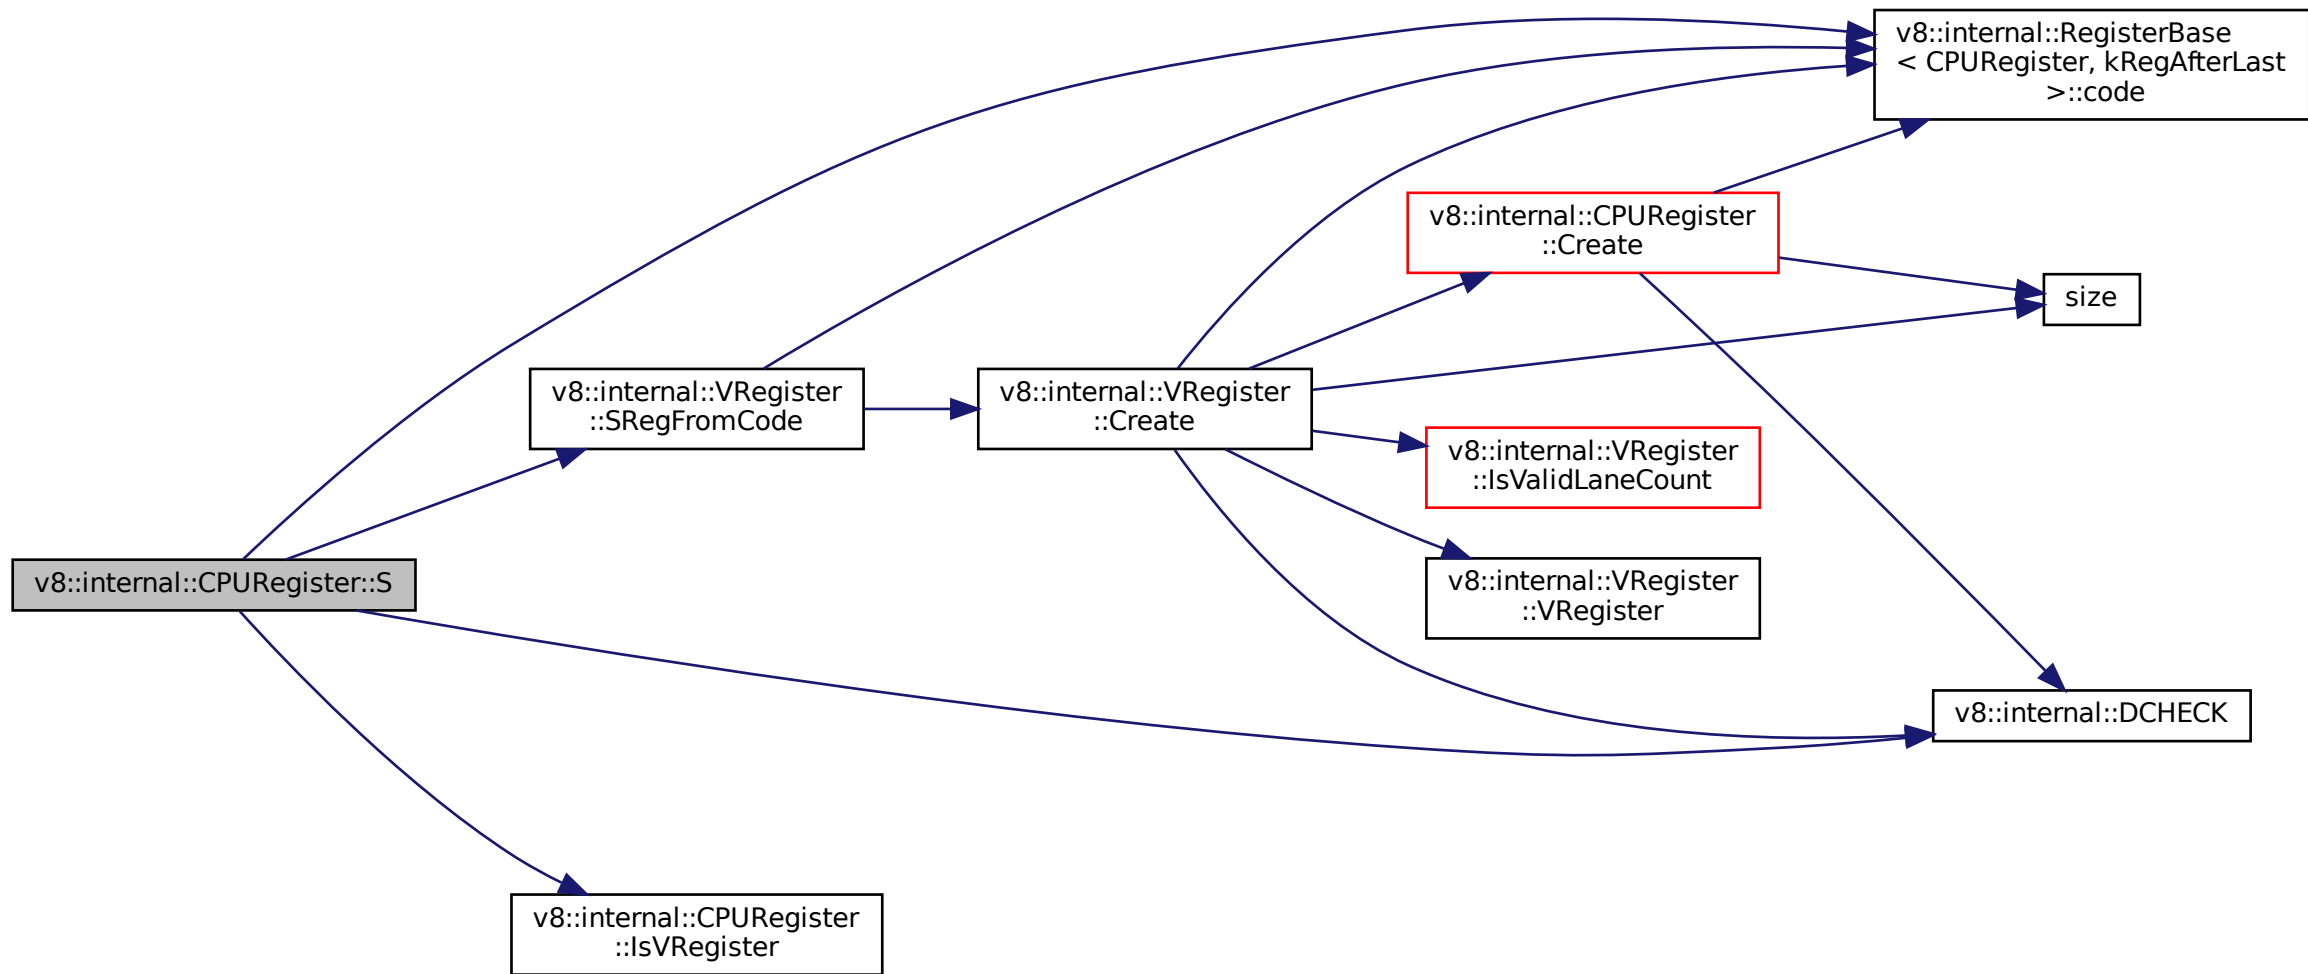 v8::internal::RegisterBase
< CPURegister, kRegAfterLast
>::code
v8::internal::CPURegister
::Create
size
v8::internal::VRegister
::SRegFromCode
v8::internal::VRegister
::Create
v8::internal::VRegister
::IsValidLaneCount
v8::internal::CPURegister::S
v8::internal::VRegister
::VRegister
v8::internal::DCHECK
v8::internal::CPURegister
::IsVRegister